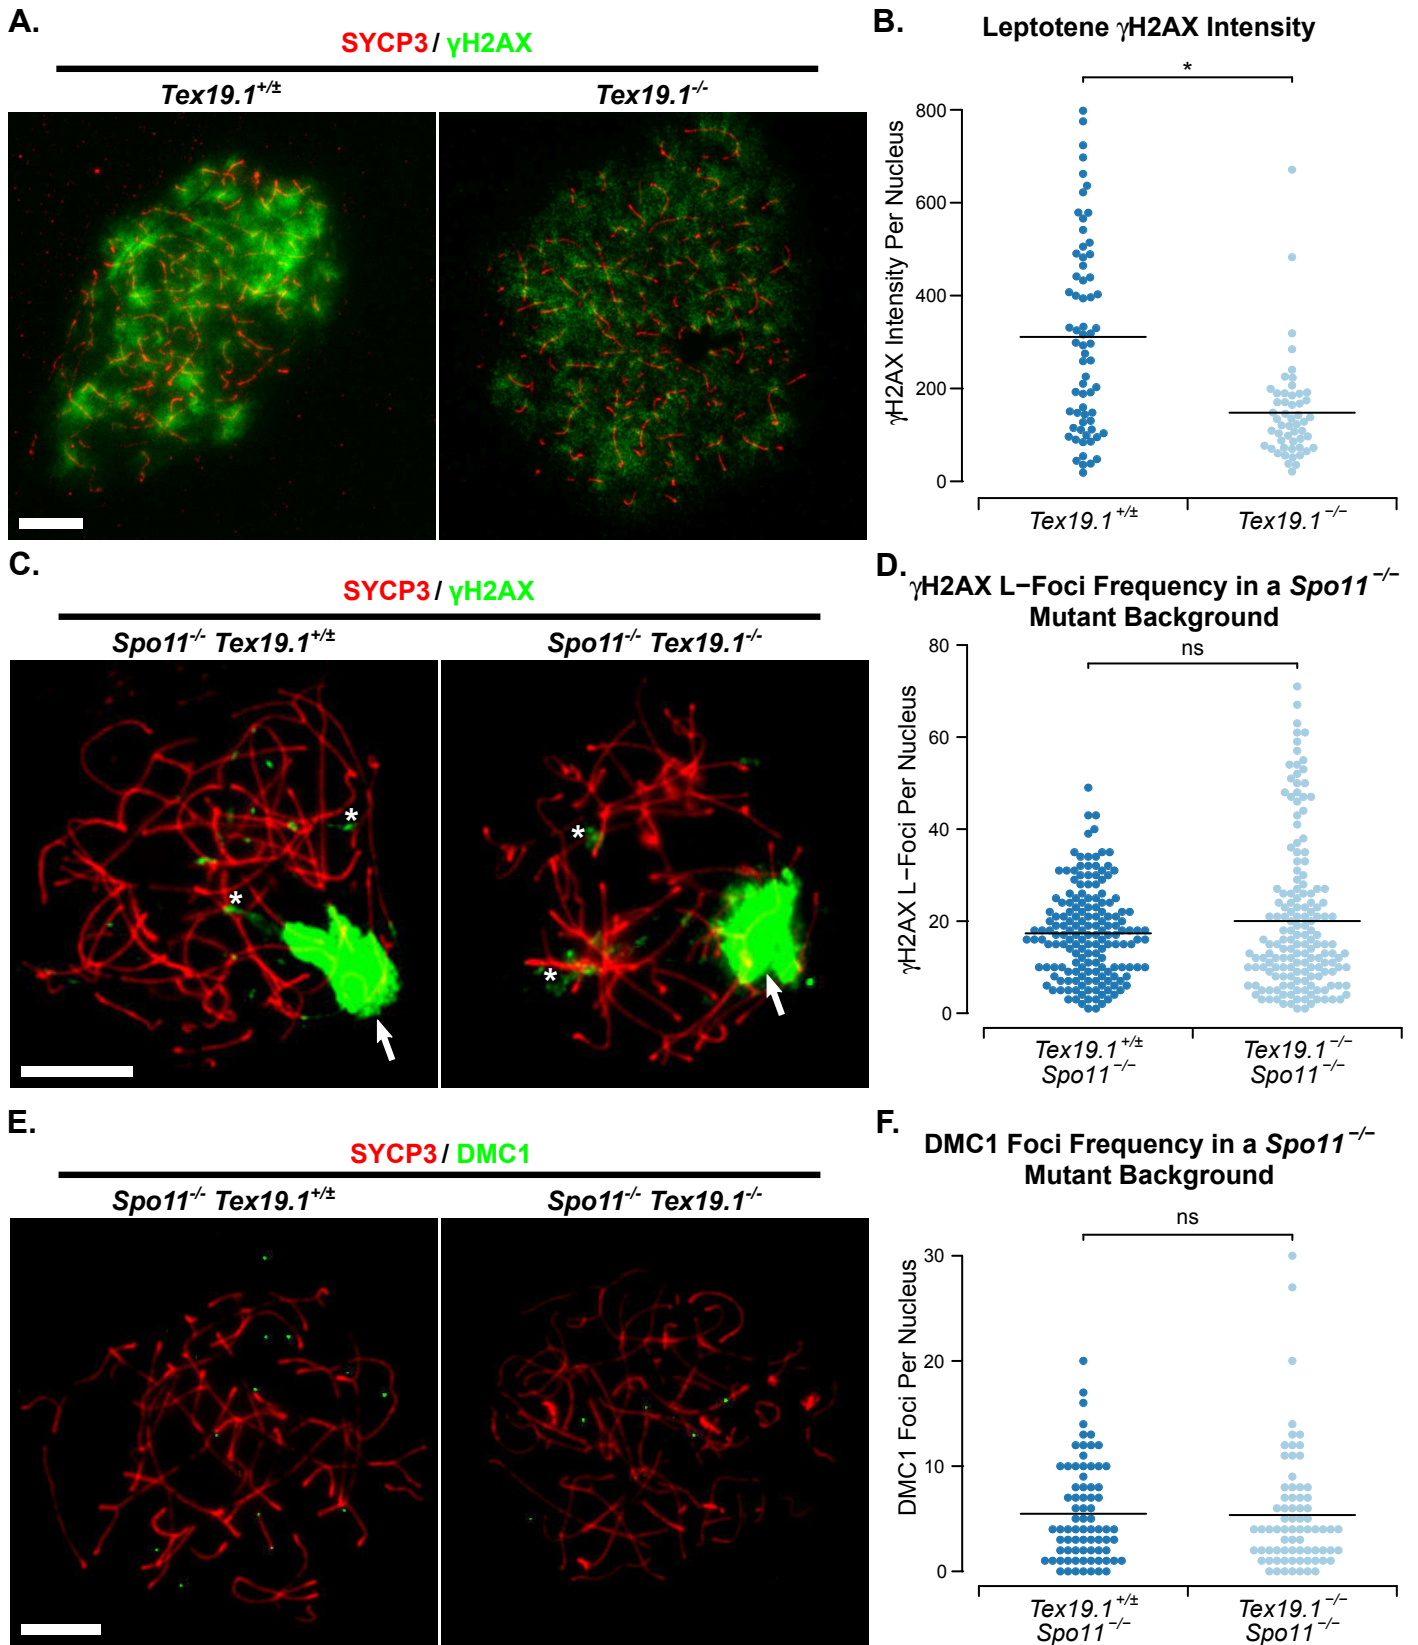 A.
SYCP3 / γH2AX
Tex19.1+/± Tex19.1-/-
B.
Leptotene γH2AX Intensity
*
γH2AX Intensity Per Nucleus
800
600
400
200
0
Tex19.1+/± Tex19.1−/−
C.
SYCP3 / γH2AX
Spo11-/- Tex19.1+/± Spo11-/- Tex19.1-/-
*
*
*
*
D.
γH2AX L−Foci Frequency in a Spo11−/−
Mutant Background
ns
γH2AX L−Foci Per Nucleus
80
60
40
20
0
Tex19.1+/± Tex19.1−/−
Spo11−/− Spo11−/−
E.
SYCP3 / DMC1
Spo11-/- Tex19.1+/± Spo11-/- Tex19.1-/-
F.
DMC1 Foci Frequency in a Spo11−/−
Mutant Background
ns
DMC1 Foci Per Nucleus
30
20
10
0
Tex19.1+/± Tex19.1−/−
Spo11−/− Spo11−/−